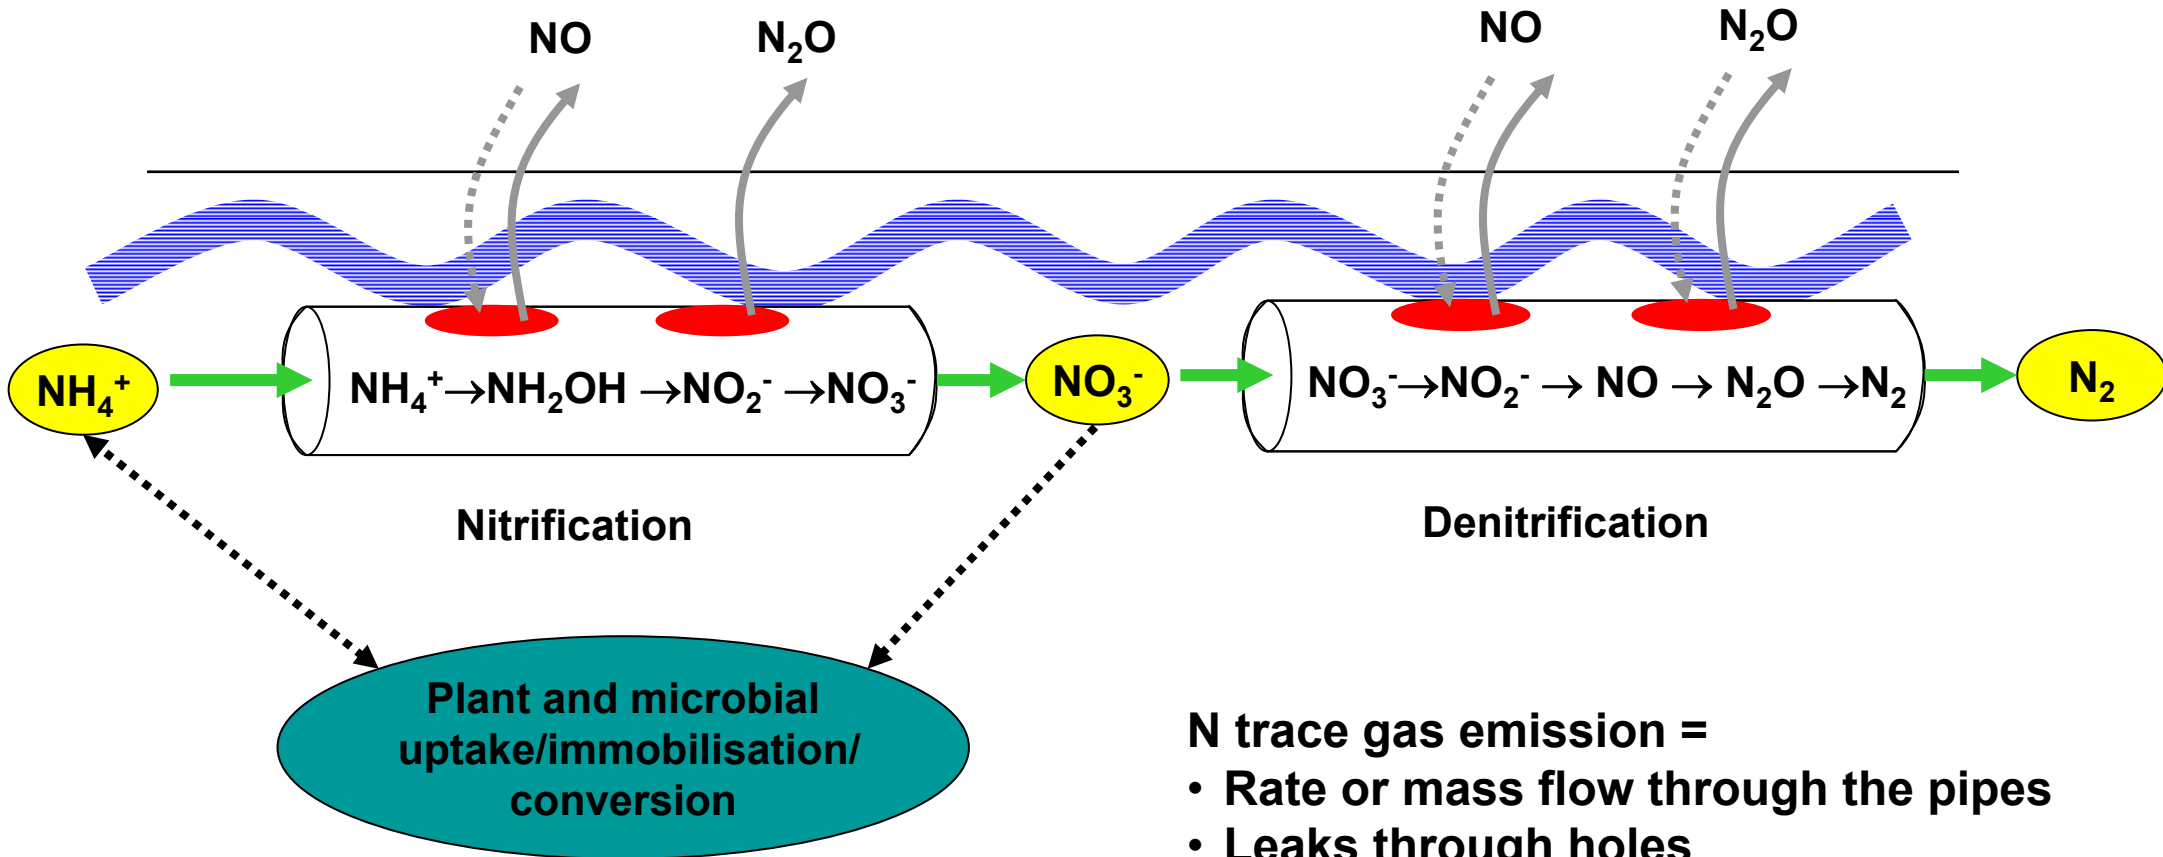 NO
N₂O
NO
N₂O
NH₄⁺
NH₄⁺→NH₂OH →NO₂⁻ →NO₃⁻
NO₃⁻
NO₃⁻→NO₂⁻ → NO → N₂O →N₂
N₂
Nitrification
Denitrification
Plant and microbial
uptake/immobilisation/
conversion
N trace gas emission =
• Rate or mass flow through the pipes
• Leaks through holes